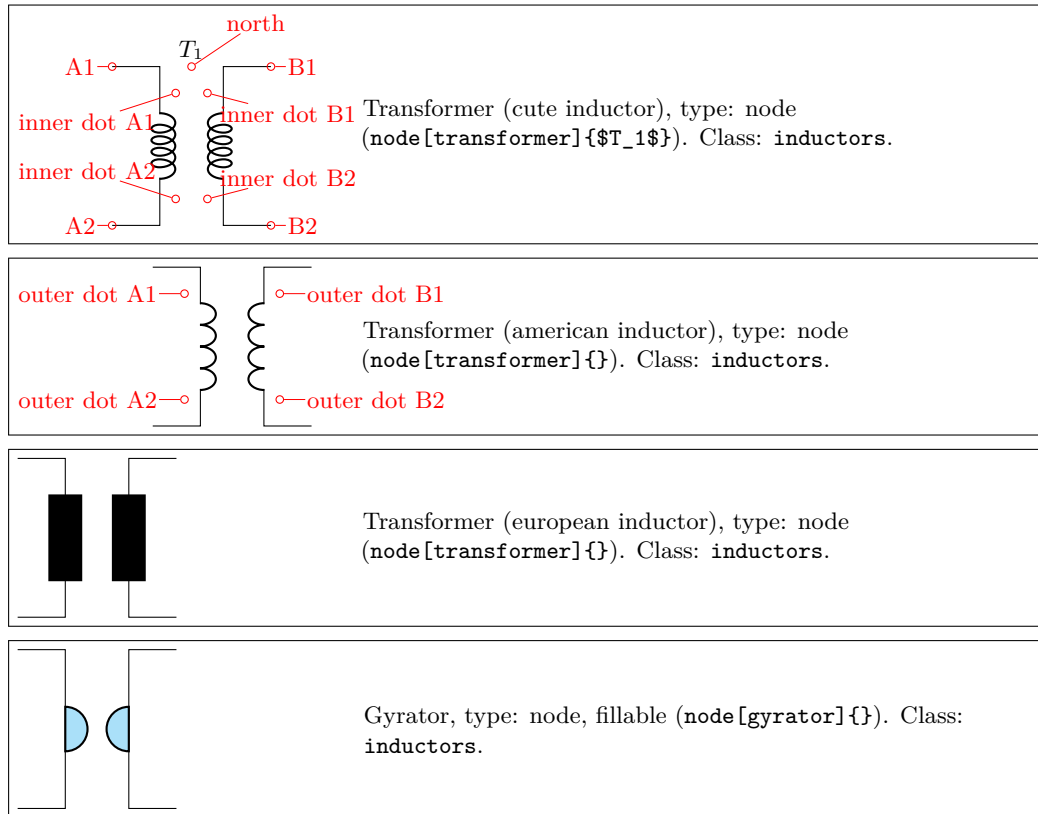 north
T1
A1
B1
inner dot A1
inner dot B1
Transformer (cute inductor), type: node
(node[transformer]{$T_1$}). Class: inductors.
inner dot A2
inner dot B2
A2
B2
outer dot A1
outer dot B1
Transformer (american inductor), type: node
(node[transformer]{}). Class: inductors.
outer dot A2
outer dot B2
Transformer (european inductor), type: node
(node[transformer]{}). Class: inductors.
Gyrator, type: node, fillable (node[gyrator]{}). Class:
inductors.